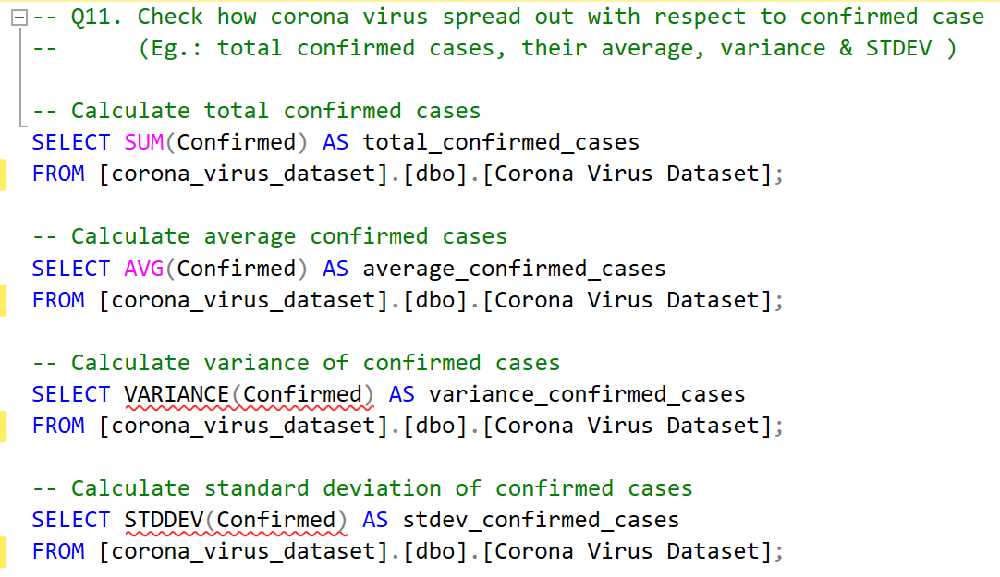 -- Q11. Check how corona virus spread out with respect to confirmed case
--      (Eg.: total confirmed cases, their average, variance & STDEV )
-- Calculate total confirmed cases
SELECT SUM(Confirmed) AS total_confirmed_cases
FROM [corona_virus_dataset].[dbo].[Corona Virus Dataset];
-- Calculate average confirmed cases
SELECT AVG(Confirmed) AS average_confirmed_cases
FROM [corona_virus_dataset].[dbo].[Corona Virus Dataset];
-- Calculate variance of confirmed cases
SELECT VARIANCE(Confirmed) AS variance_confirmed_cases
FROM [corona_virus_dataset].[dbo].[Corona Virus Dataset];
-- Calculate standard deviation of confirmed cases
SELECT STDDEV(Confirmed) AS stdev_confirmed_cases
FROM [corona_virus_dataset].[dbo].[Corona Virus Dataset];